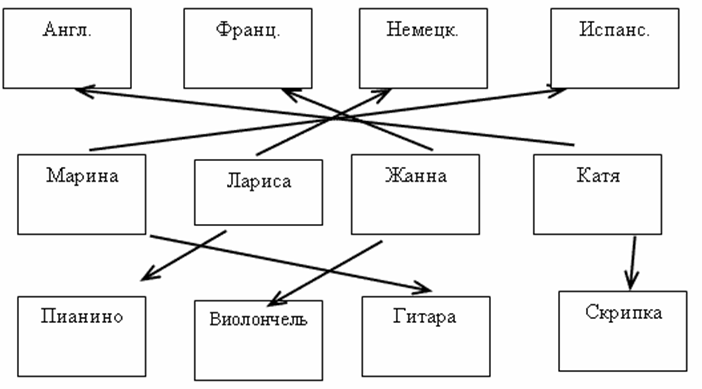 Англ.
Франц.
Немецк.
Испанс.
Марина
Лариса
Жанна
Катя
Пианино
Виолончель
Гитара
Скрипка